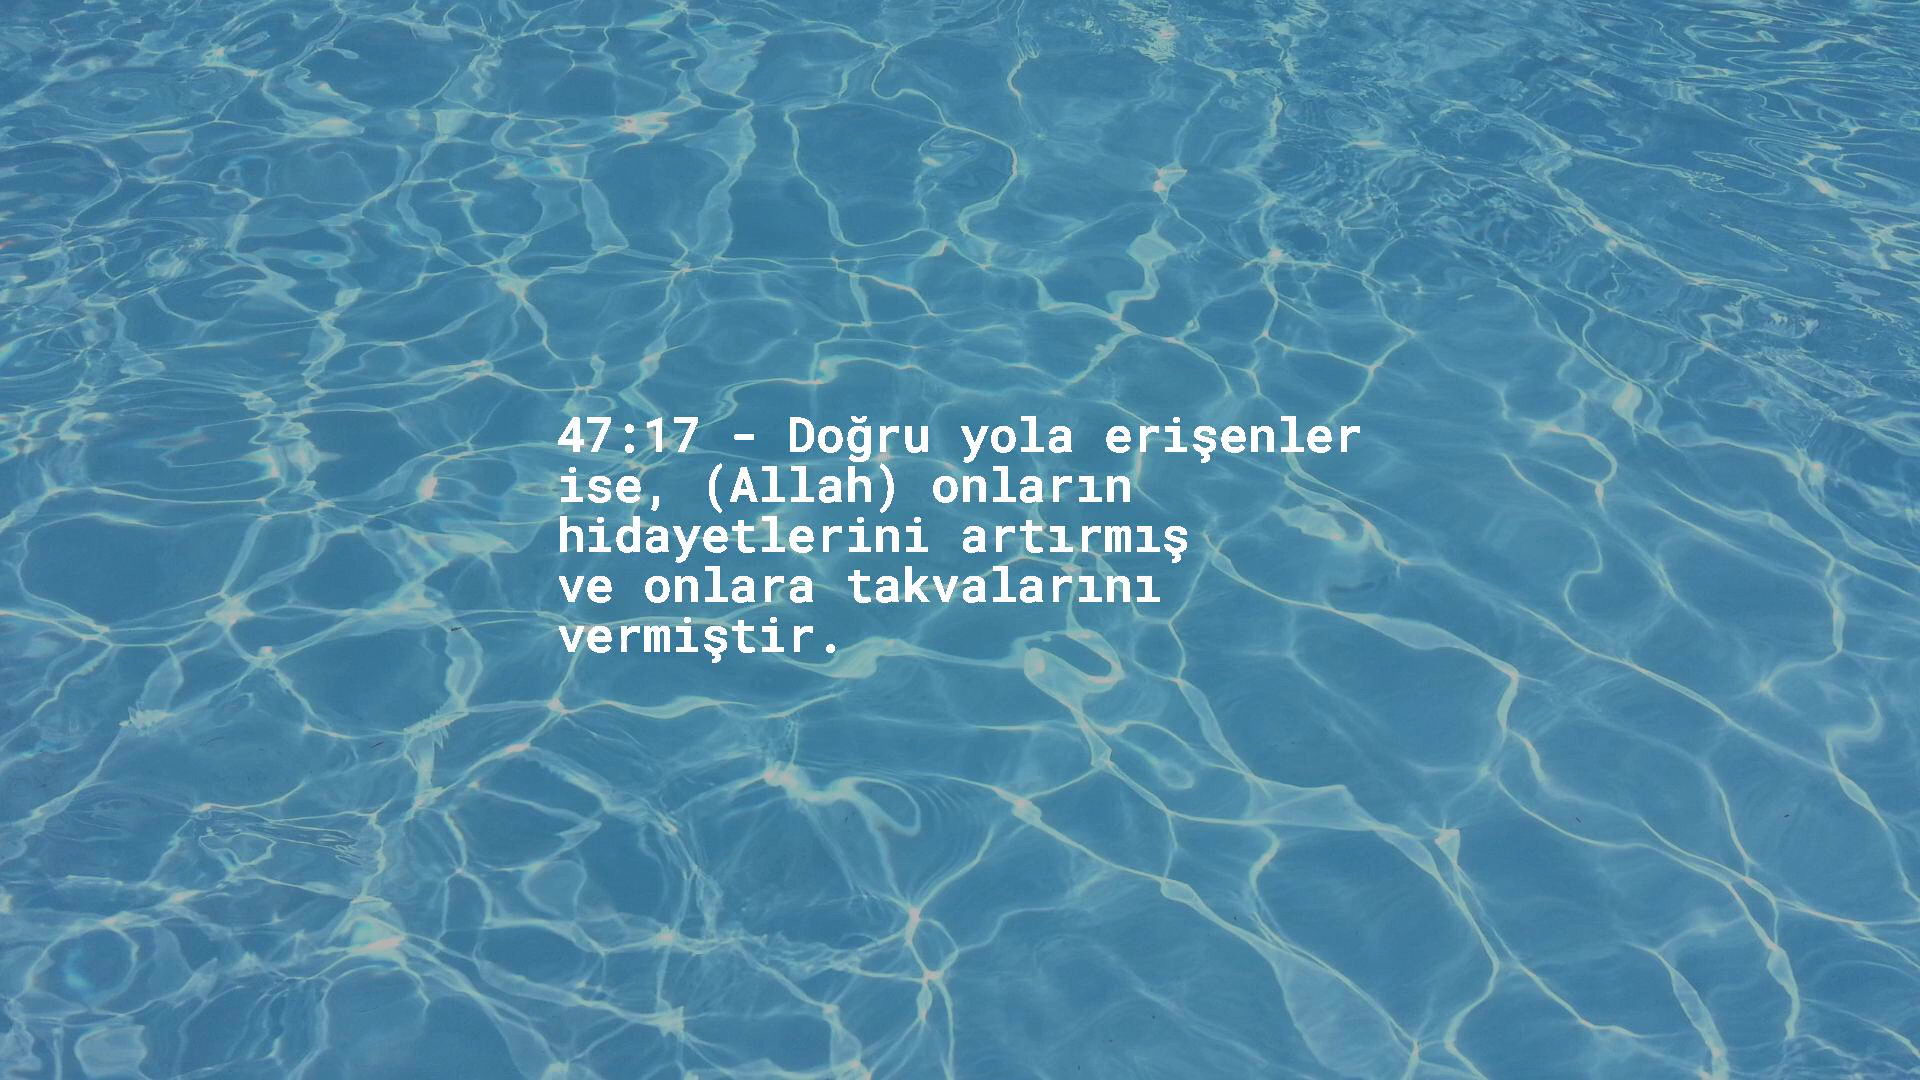 47:17 - Doğru yola erişenler
ise, (Allah) onların
hidayetlerini artırmış
ve onlara takvalarını
vermiştir.